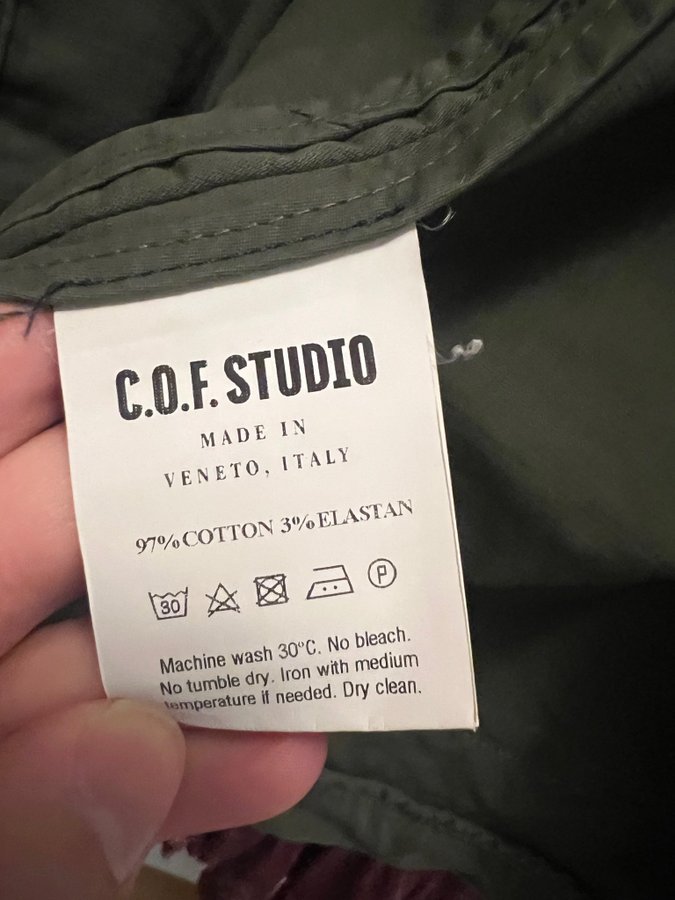 C.O.F. STUDIO
MADE IN
VENETO, ITALY
97% COTTON 3% ELASTAN
30 P
Machine wash 30°C. No bleach.
No tumble dry. Iron with medium
temperature if needed. Dry clean.